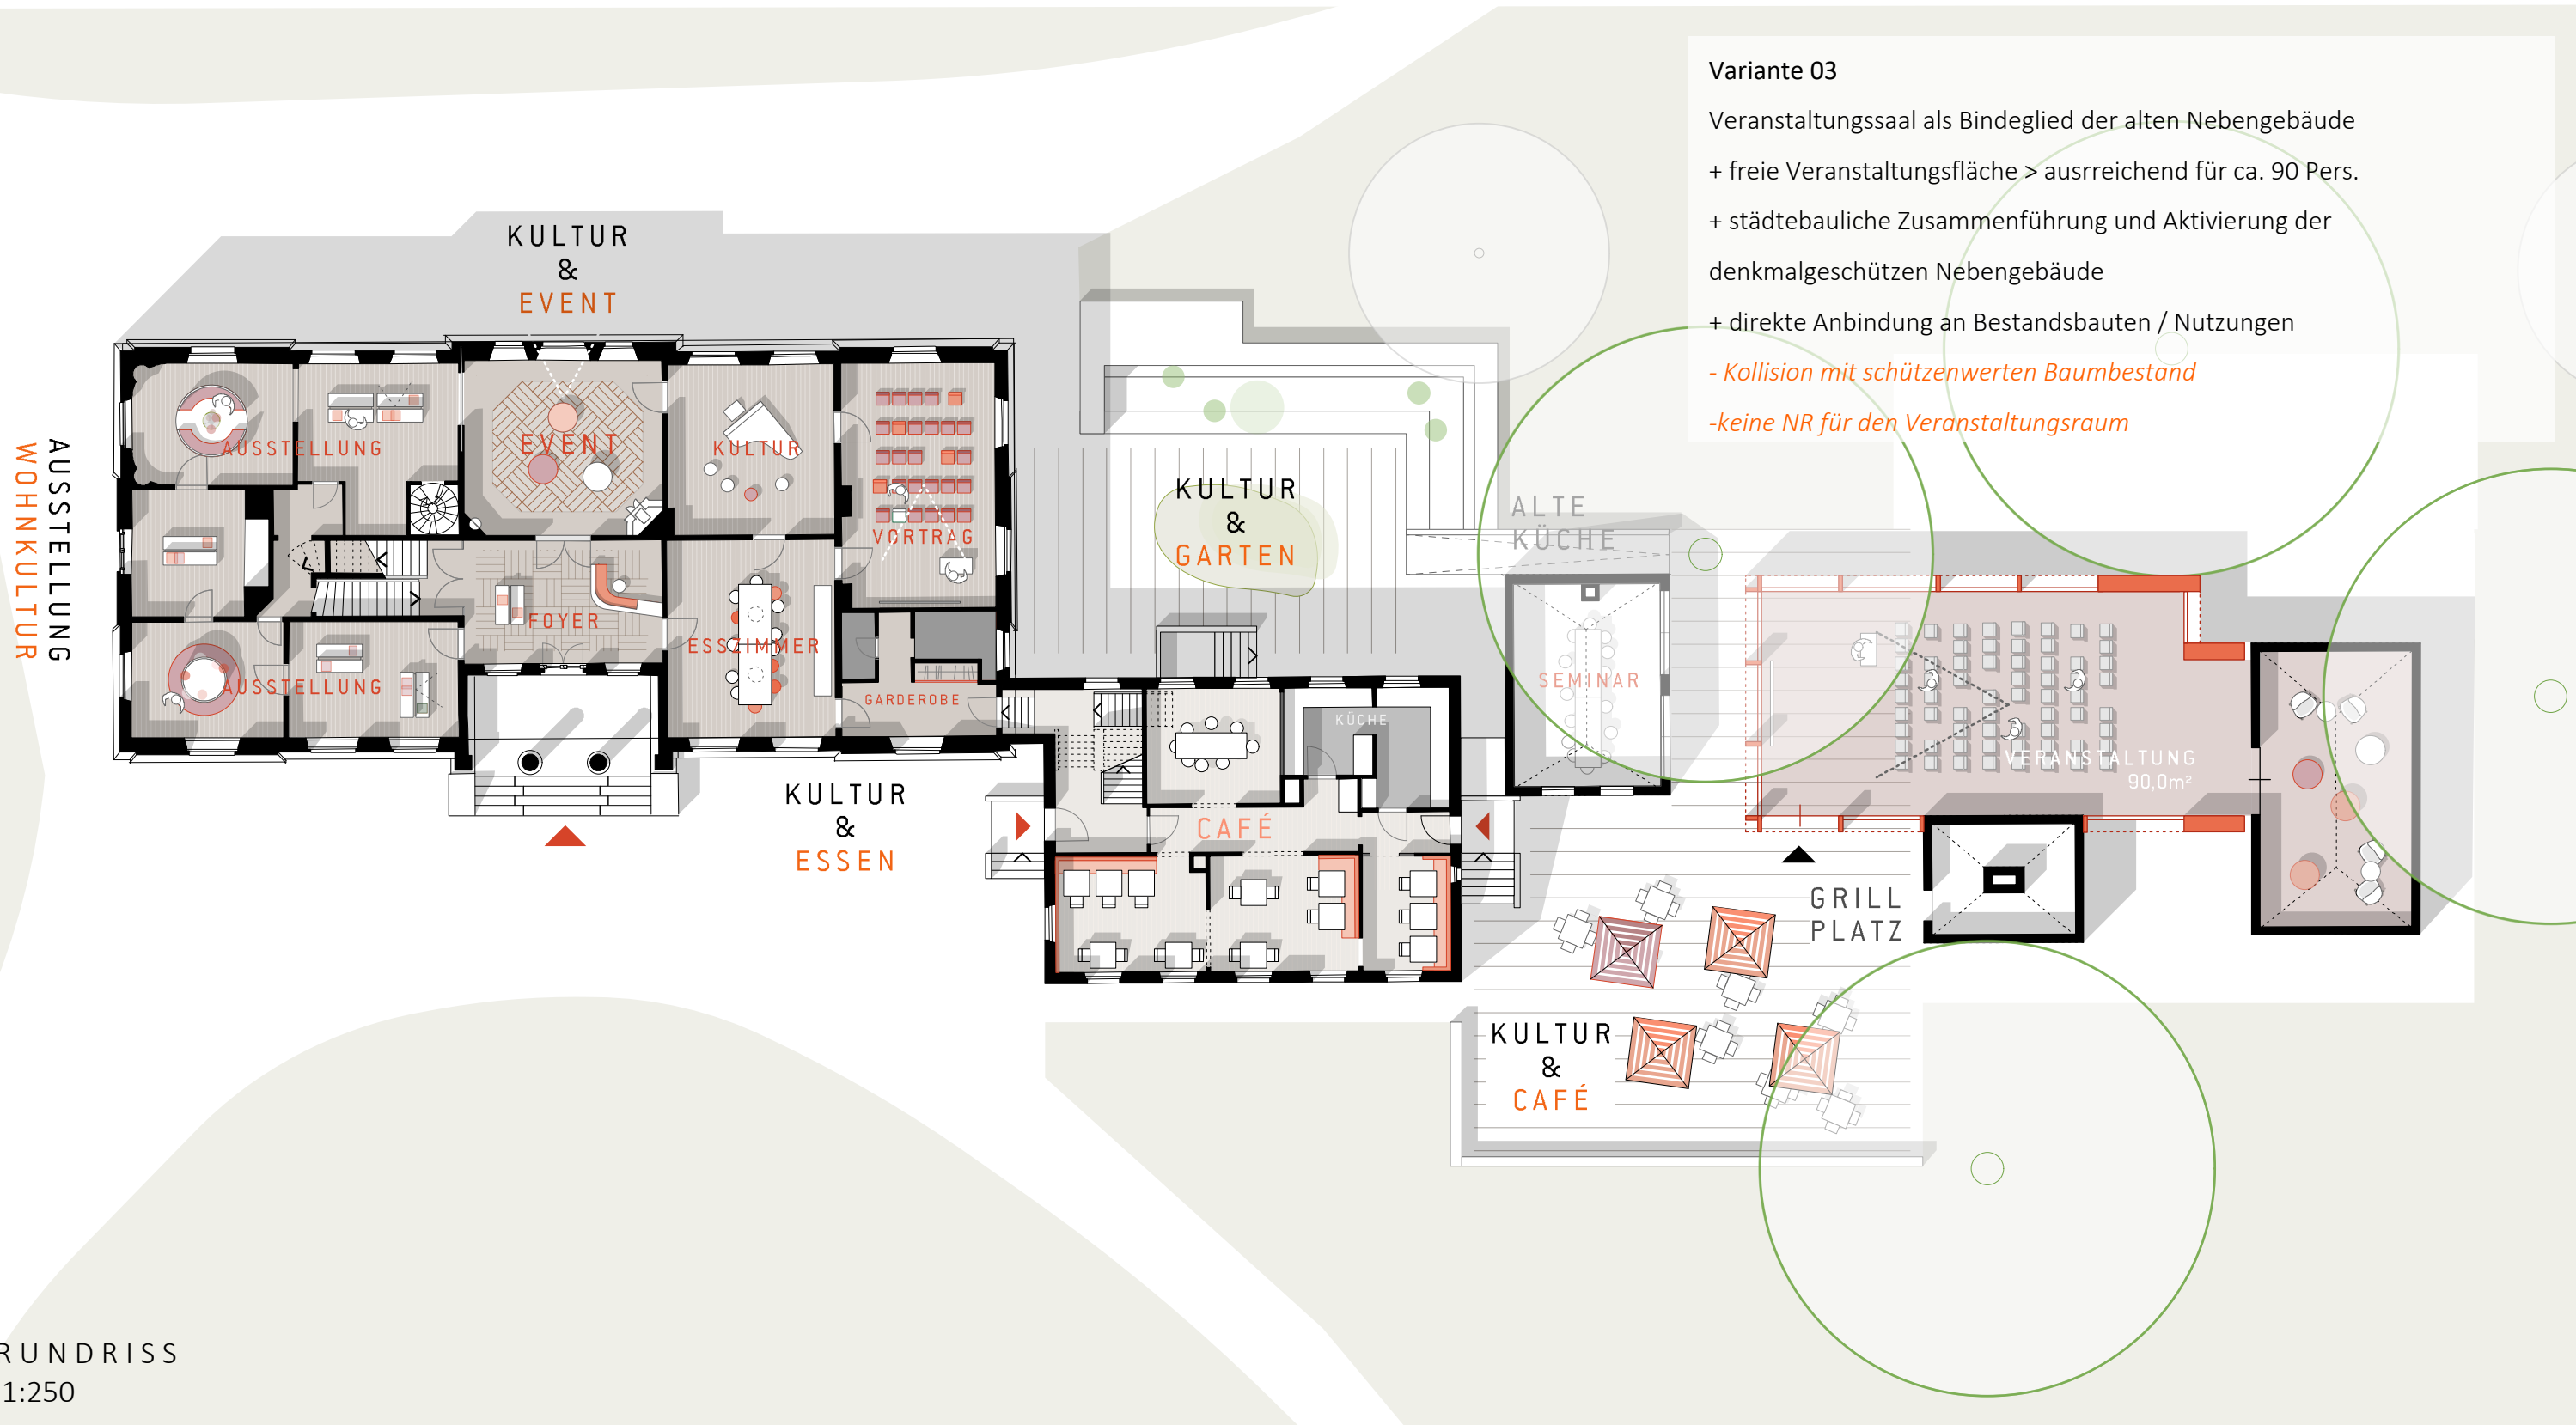 Variante 03
Veranstaltungssaal als Bindeglied der alten Nebengebäude
+ freie Veranstaltungsfläche > ausrreichend für ca. 90 Pers.
+ städtebauliche Zusammenführung und Aktivierung der
denkmalgeschützen Nebengebäude
+ direkte Anbindung an Bestandsbauten / Nutzungen
- Kollision mit schützenwerten Baumbestand
-keine NR für den Veranstaltungsraum
KULTUR
&
EVENT
AUSSTELLUNG
WOHNKULTUR
AUSSTELLUNG
EVENT
KULTUR
VORTRAG
KULTUR
&
GARTEN
ALTE
KÜCHE
FOYER
ESSZIMMER
AUSSTELLUNG
GARDEROBE
SEMINAR
KÜCHE
VERANSTALTUNG
90,0m²
KULTUR
&
ESSEN
CAFÉ
GRILL
PLATZ
KULTUR
&
CAFÉ
RUNDRISS
1:250